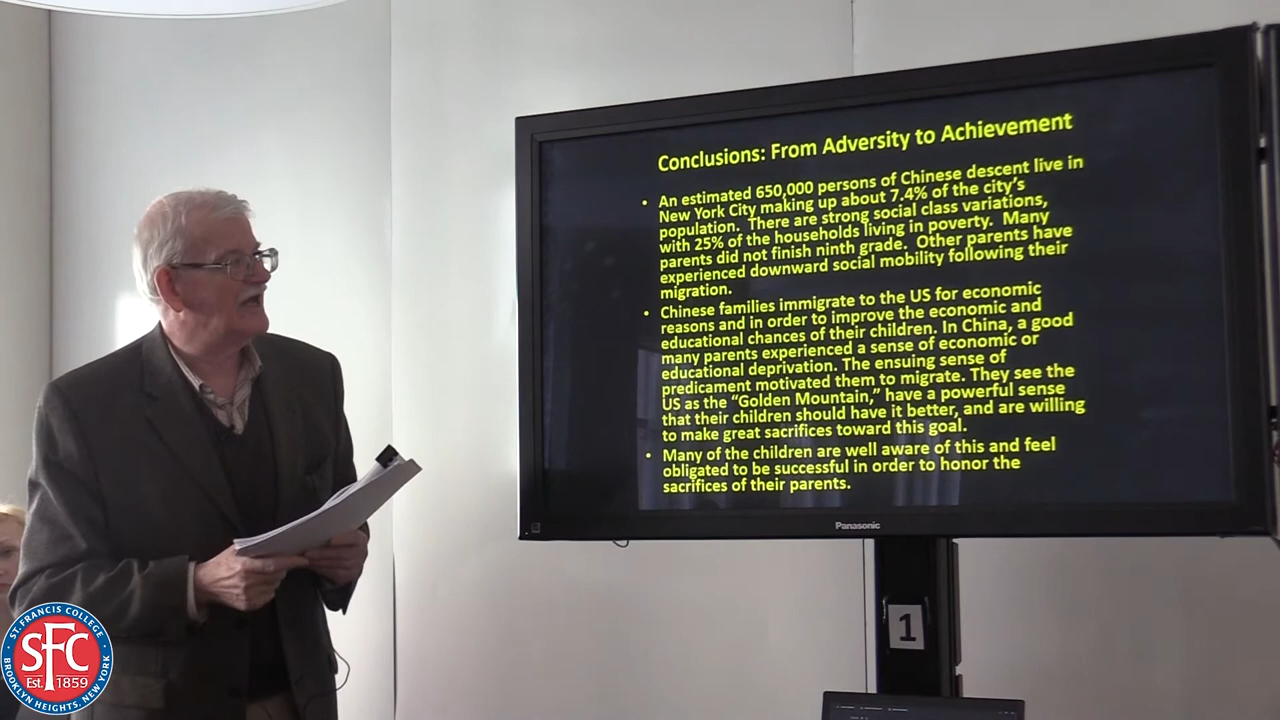 Conclusions: From Adversity to Achievement
• An estimated 650,000 persons of Chinese descent live in
New York City making up about 7.4% of the city's
population. There are strong social class variations,
with 25% of the households living in poverty. Many
parents did not finish ninth grade. Other parents have
experienced downward social mobility following their
migration.
• Chinese families immigrate to the US for economic
reasons and in order to improve the economic and
educational chances of their children. In China, a good
many parents experienced a sense of economic or
educational deprivation. The ensuing sense of
predicament motivated them to migrate. They see the
US as the “Golden Mountain,” have a powerful sense
that their children should have it better, and are willing
to make great sacrifices toward this goal.
• Many of the children are well aware of this and feel
obligated to be successful in order to honor the
sacrifices of their parents.
Panasonic
1
ST. FRANCIS COLLEGE
SFC
Est. 1859
BROOKLYN HEIGHTS, NEW YORK